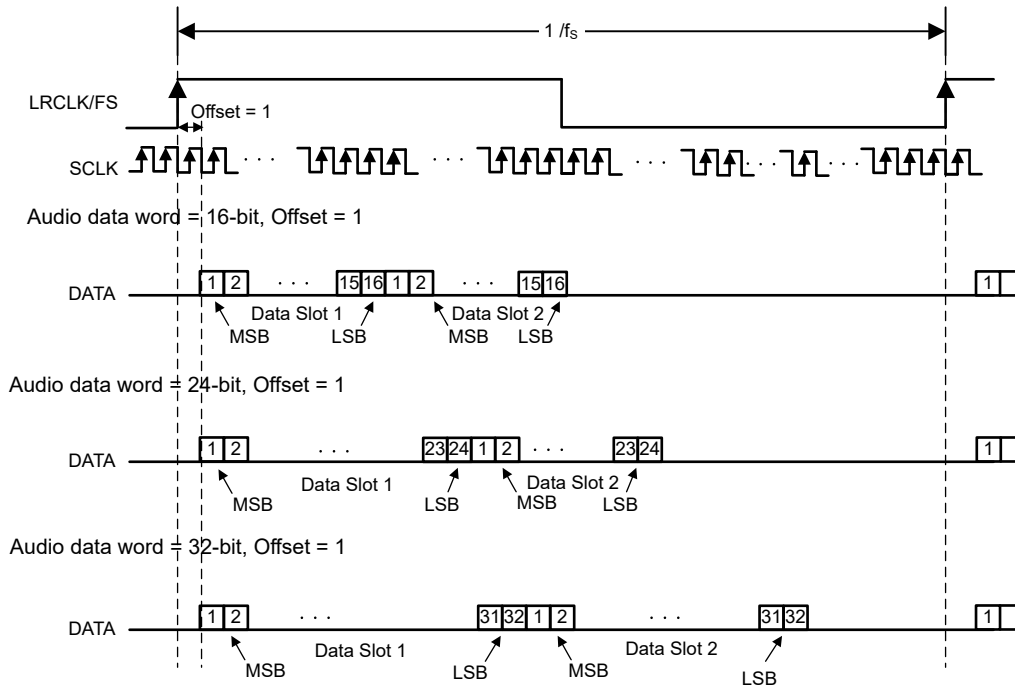 1 /fS
LRCLK/FS
Offset = 1
SCLK
Audio data word = 16-bit, Offset = 1
DATA
1 2 · · · 15 16 1 2 · · · 15 16 1
Data Slot 1 Data Slot 2
MSB LSB MSB LSB
Audio data word = 24-bit, Offset = 1
DATA
1 2 · · · 23 24 1 2 · · · 23 24 1
Data Slot 1 Data Slot 2
MSB LSB MSB LSB
Audio data word = 32-bit, Offset = 1
DATA
1 2 · · · 31 32 1 2 · · · 31 32 1
Data Slot 1 Data Slot 2
MSB LSB MSB LSB